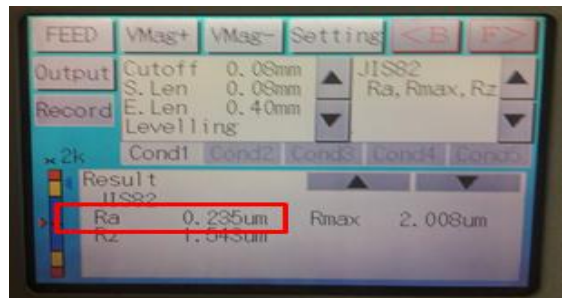 FEED VMag+ VMag- Setting <B F>
Output Cutoff 0.08mm JIS82
S.Len 0.08mm Ra, Rmax, Rz
Record E.Len 0.40mm
Levelling
×2k Cond1 Cond2 Cond3 Cond4 Cond5
Result
JIS82
Ra 0.235um Rmax 2.008um
Rz 1.543um